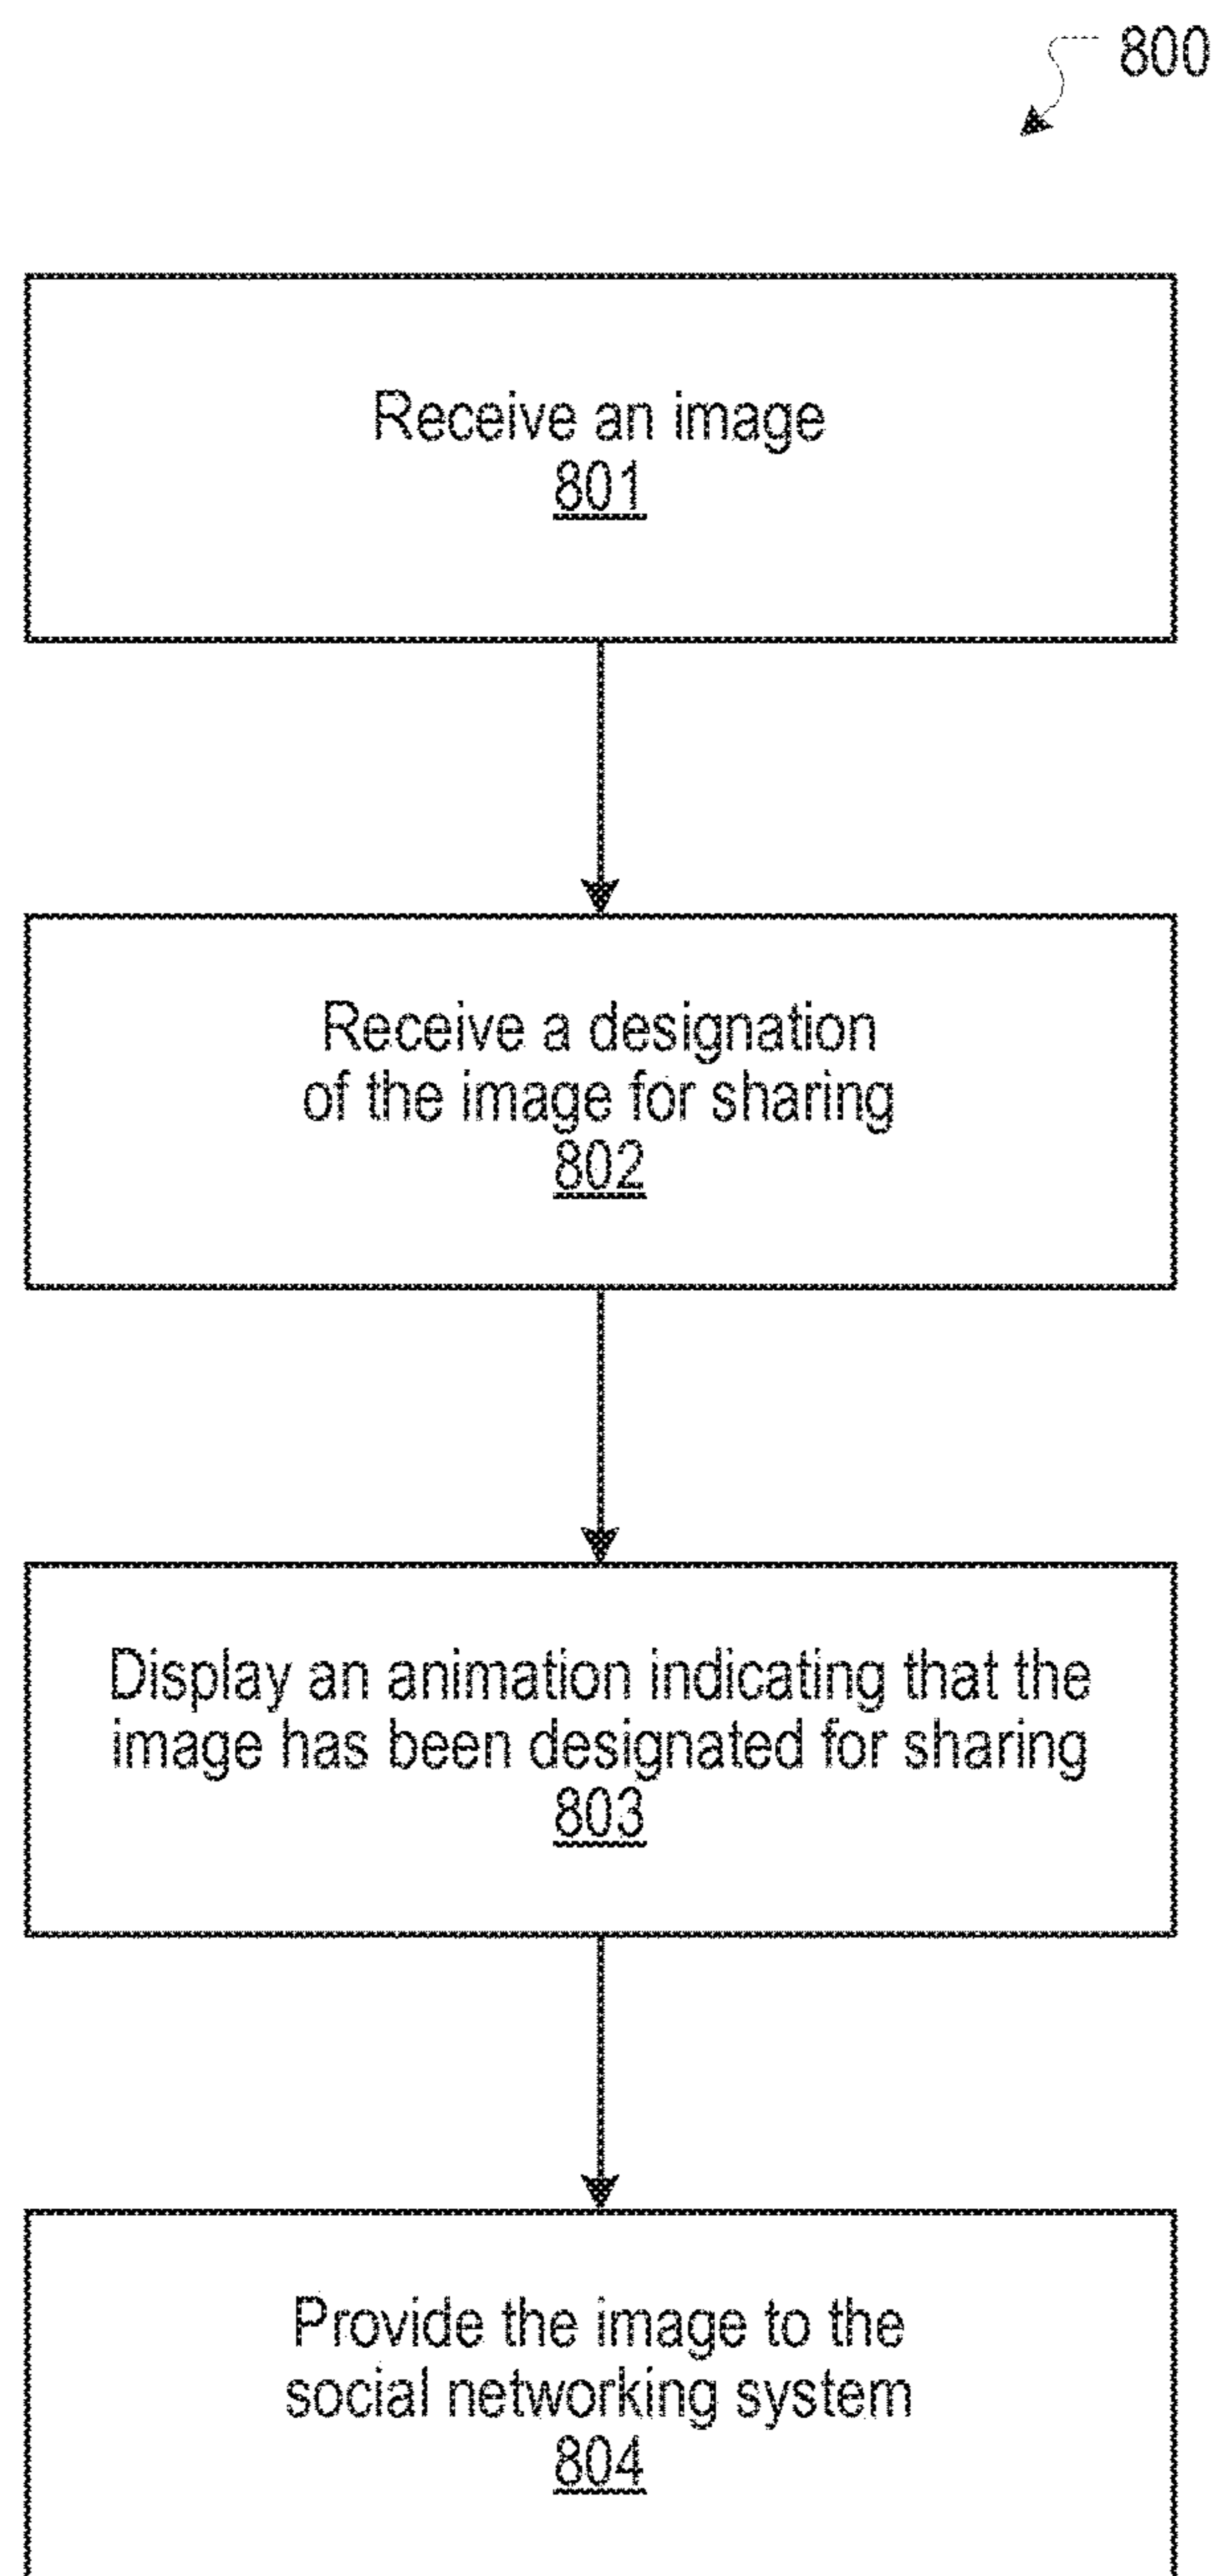 800
Receive an image
801
Receive a designation
of the image for sharing
802
Display an animation indicating that the
image has been designated for sharing
803
Provide the image to the
social networking system
804